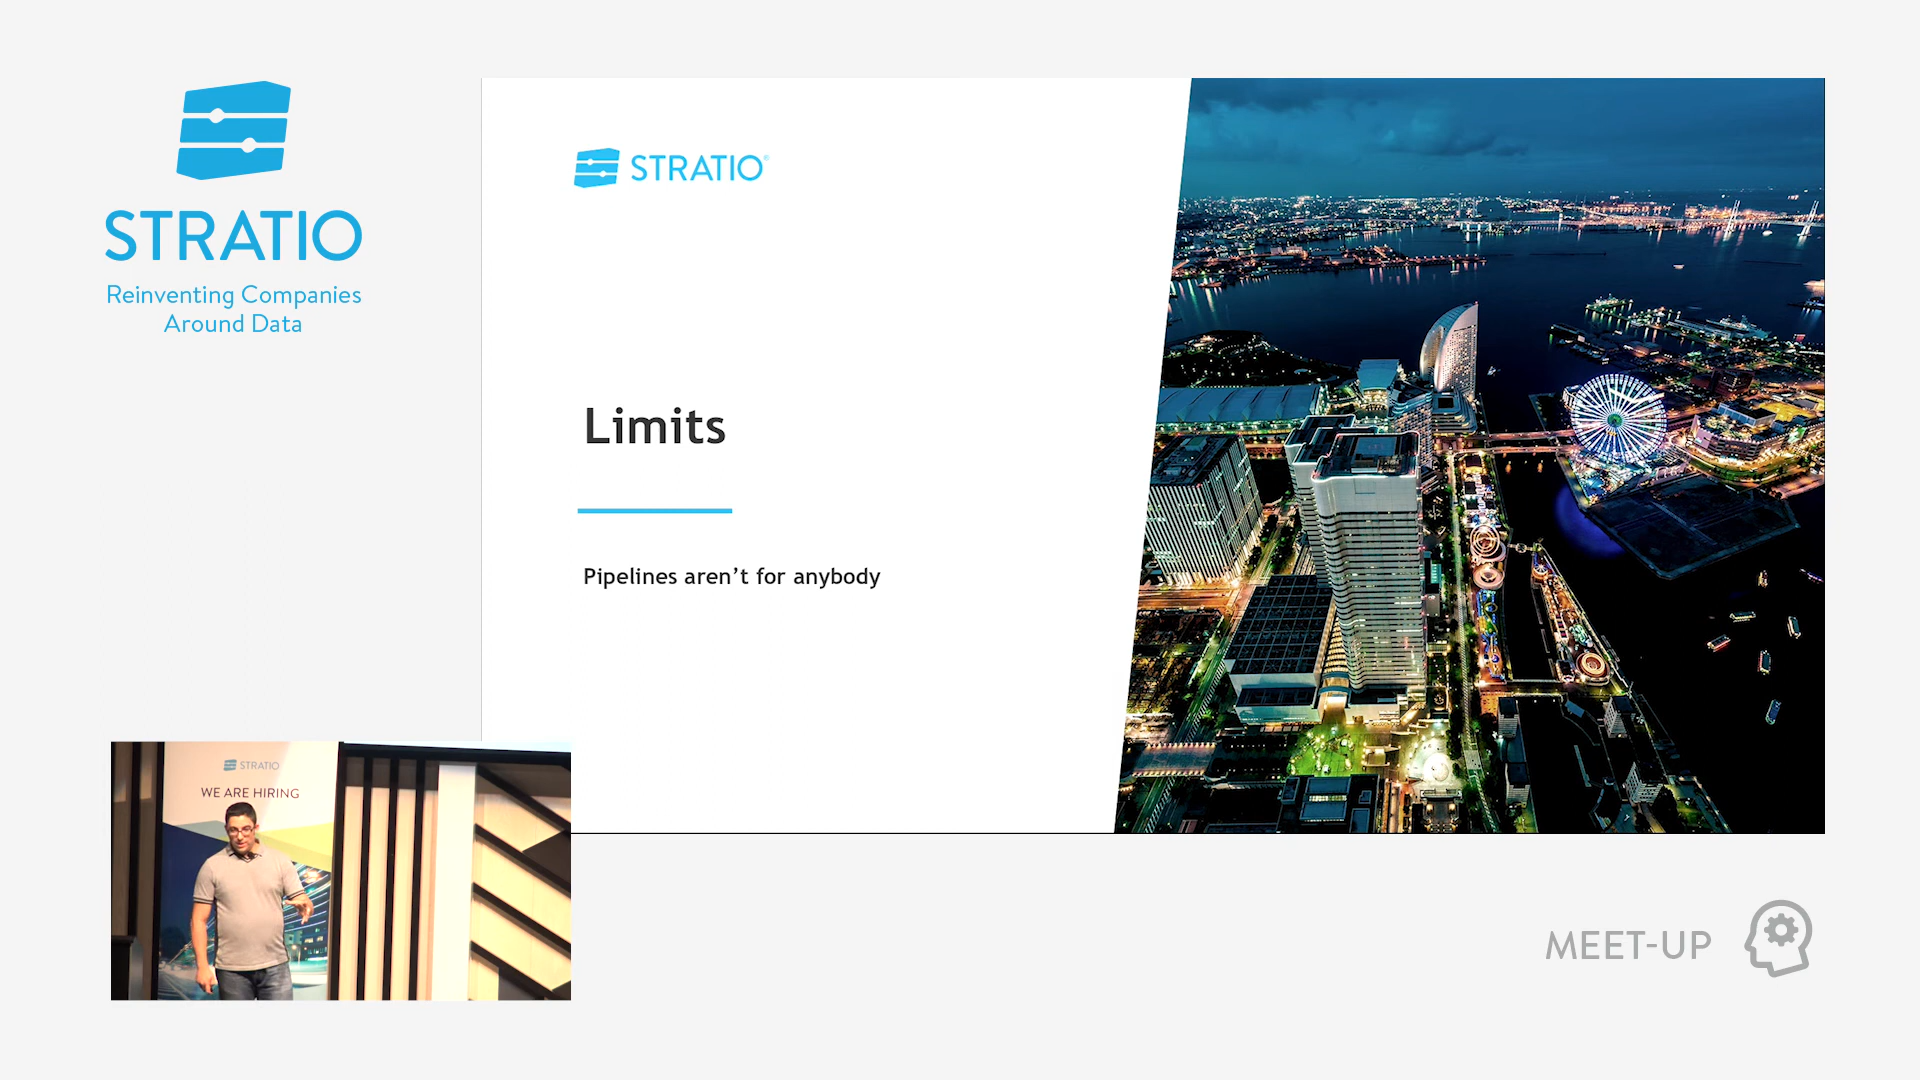 STRATIO
Reinventing Companies
Around Data
STRATIO®
Limits
Pipelines aren’t for anybody
STRATIO
WE ARE HIRING
MEET-UP